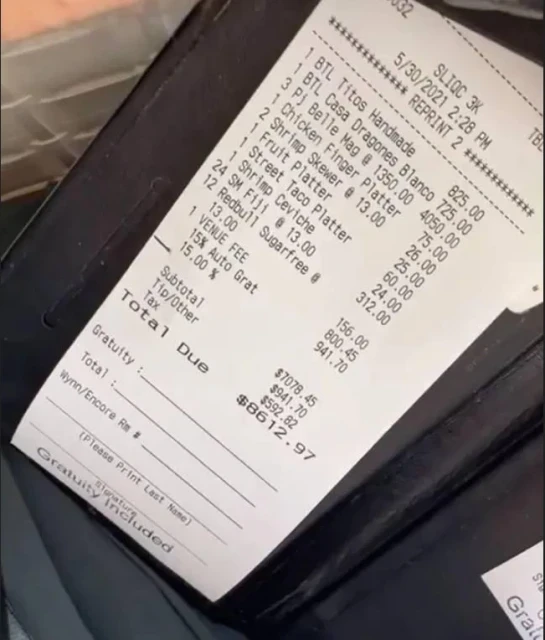 032
TBL
SLIQC 3K
5/30/2021 2:28 PM
************ REPRINT 2 ************
1 BTL Titos Handmade 825.00
1 BTL Casa Dragones Blanco 725.00
3 Pj Belle Mag @ 1350.00 4050.00
1 Chicken Finger Platter 75.00
2 Shrimp Skewer @ 13.00 26.00
1 Fruit Platter 25.00
1 Street Taco Platter 60.00
1 Shrimp Ceviche 24.00
24 SM Fiji @ 13.00 312.00
12 Redbull Sugarfree @
13.00 156.00
1 VENUE FEE 800.45
15% Auto Grat 941.70
15.00 %
Subtotal $7078.45
Tip/Other $941.70
Tax $592.82
Total Due $8612.97
Gratuity :
Total :
Wynn/Encore Rm #
(Please Print Last Name)
Signature
Gratuity included